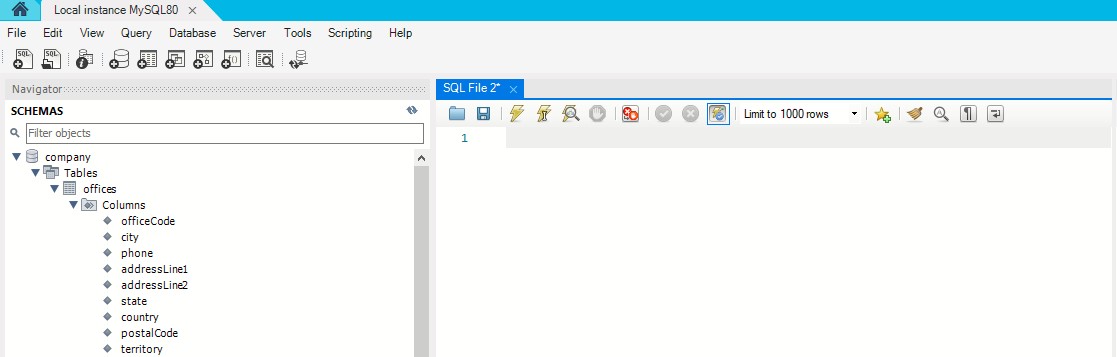 Local instance MySQL80
File Edit View Query Database Server Tools Scripting Help
Navigator
SCHEMAS
Filter objects
company
Tables
offices
Columns
officeCode
city
phone
addressLine1
addressLine2
state
country
postalCode
territory
SQL File 2*
Limit to 1000 rows
1